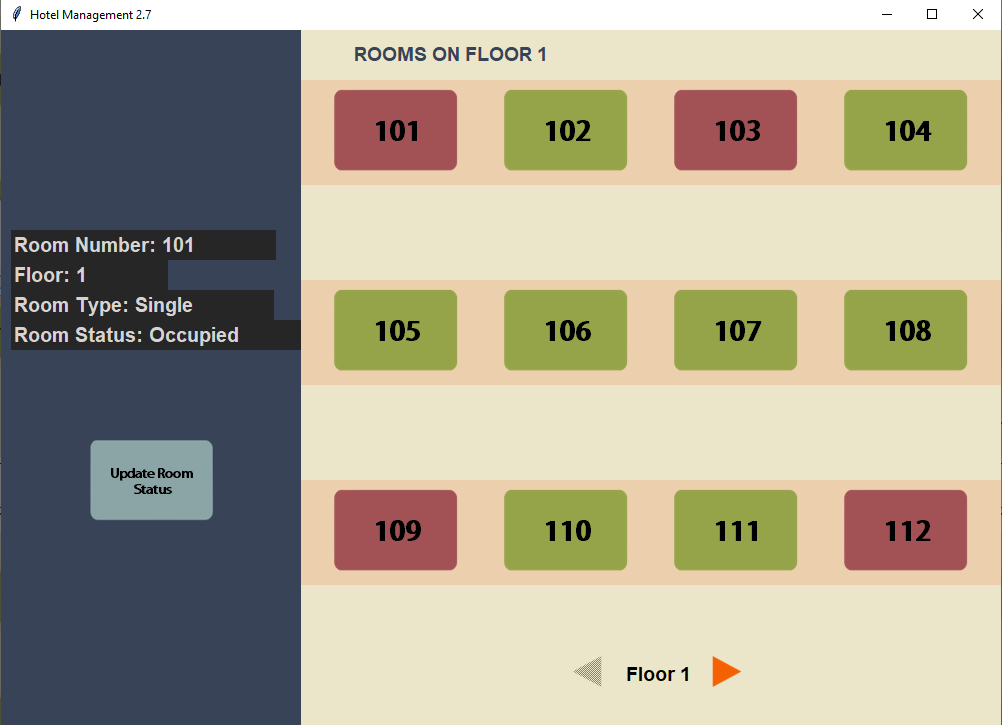 Hotel Management 2.7
ROOMS ON FLOOR 1
101 102 103 104
Room Number: 101
Floor: 1
Room Type: Single
Room Status: Occupied
105 106 107 108
Update Room
Status
109 110 111 112
Floor 1